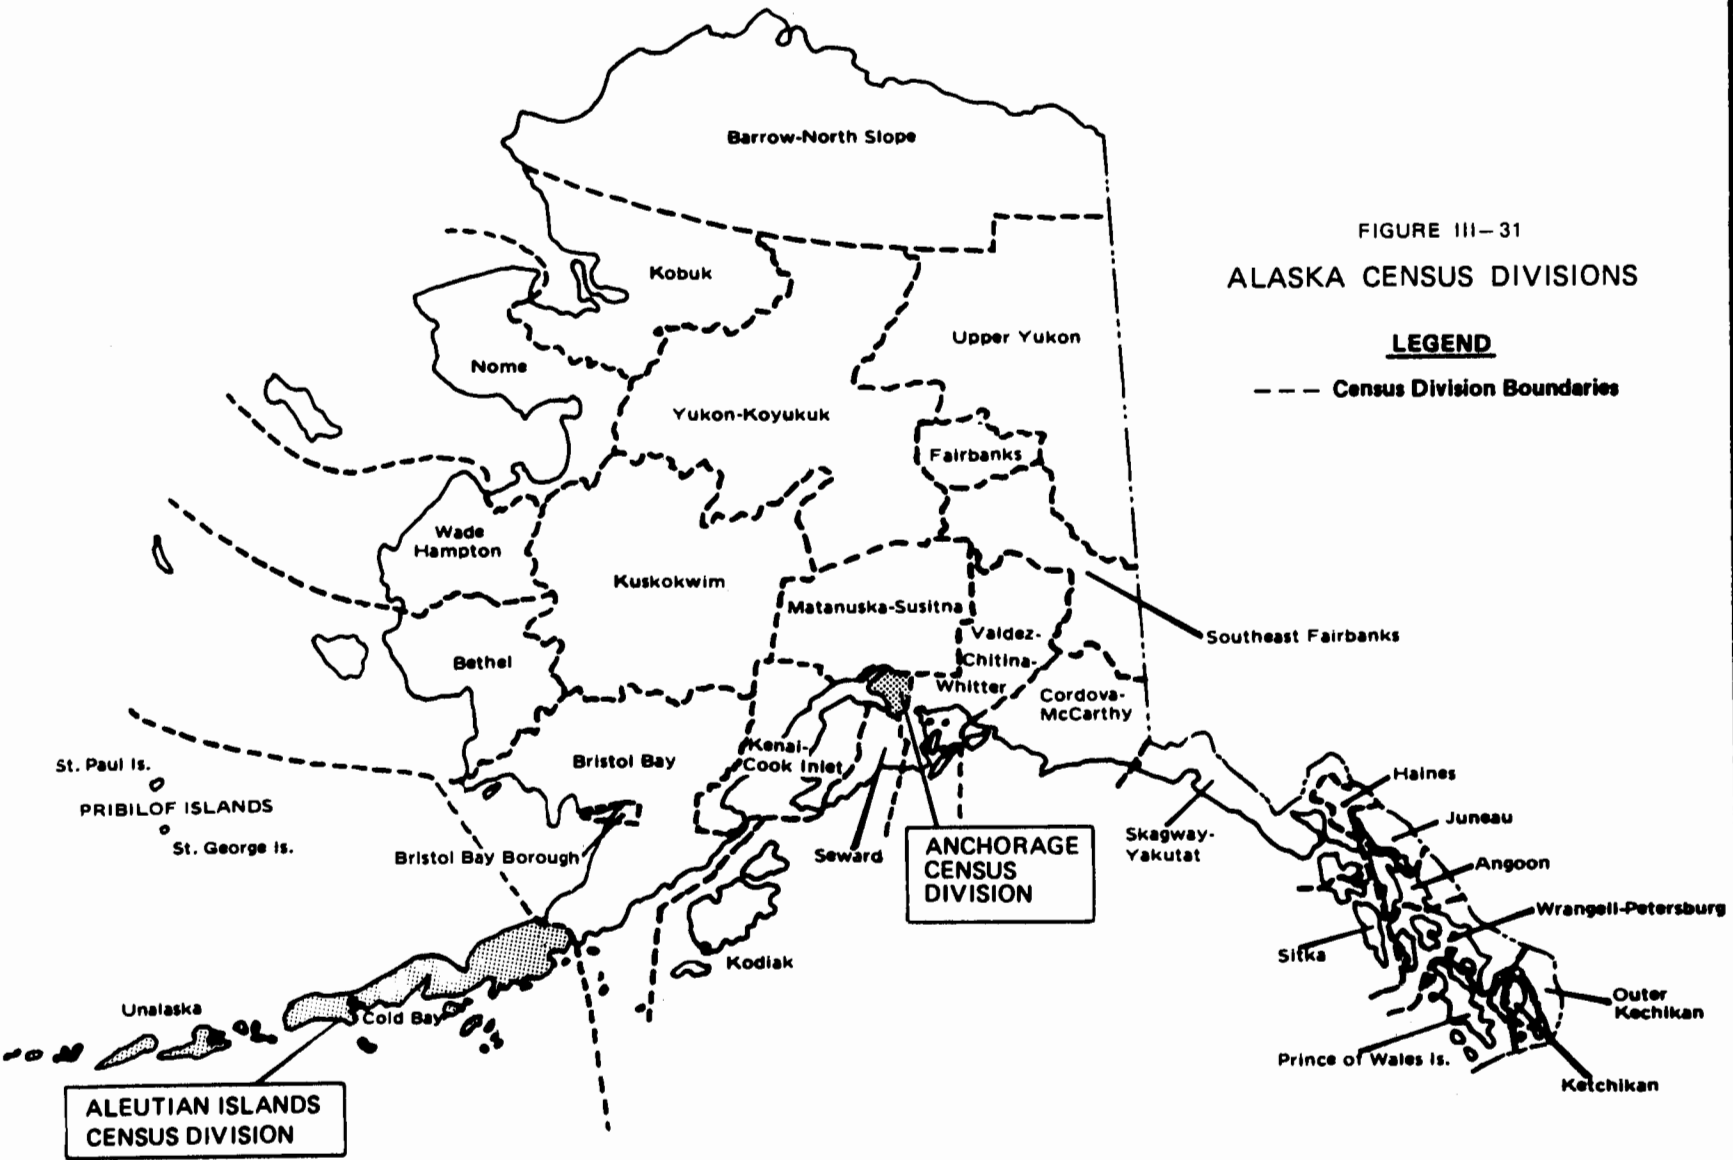 Barrow-North Slope
FIGURE III-31
ALASKA CENSUS DIVISIONS
LEGEND
--- Census Division Boundaries
Kobuk
Upper Yukon
Nome
Yukon-Koyukuk
Fairbanks
Wade
Hampton
Kuskokwim
Matanuska-Susitna
Southeast Fairbanks
Valdez-
Chitina-
Whitter
Bethel
Cordova-
McCarthy
Kenai-
Cook Inlet
Bristol Bay
St. Paul Is.
PRIBILOF ISLANDS
St. George Is.
Bristol Bay Borough
Seward
ANCHORAGE
CENSUS
DIVISION
Skagway-
Yakutat
Haines
Juneau
Angoon
Wrangell-Petersburg
Sitka
Kodiak
Outer
Kechikan
Unalaska
Cold Bay
Prince of Wales Is.
Ketchikan
ALEUTIAN ISLANDS
CENSUS DIVISION